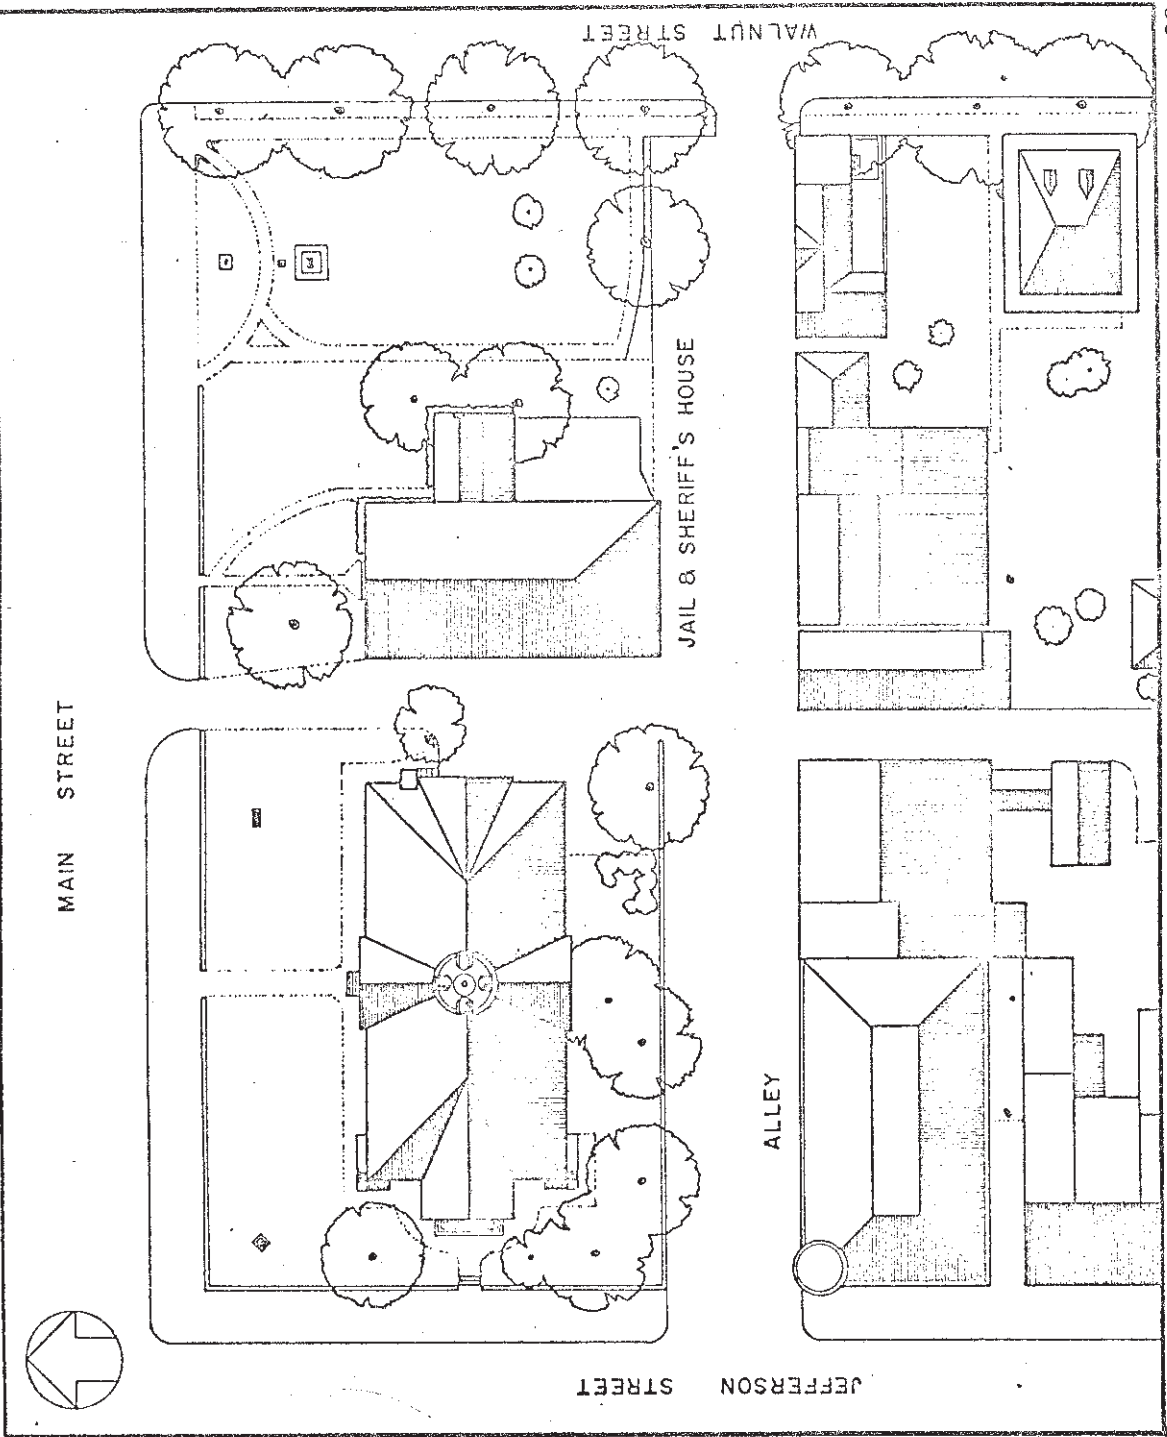 WALNUT STREET
MAIN STREET
JAIL & SHERIFF'S HOUSE
ALLEY
JEFFERSON STREET